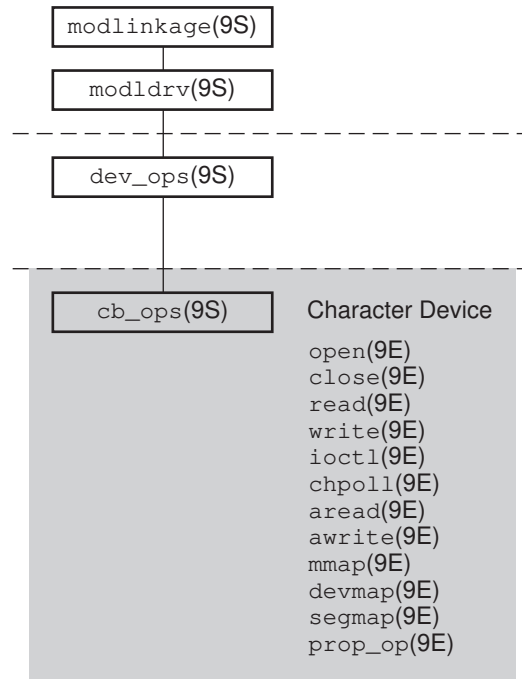 modlinkage(9S)
modldrv(9S)
dev_ops(9S)
cb_ops(9S)
Character Device
open(9E)
close(9E)
read(9E)
write(9E)
ioctl(9E)
chpoll(9E)
aread(9E)
awrite(9E)
mmap(9E)
devmap(9E)
segmap(9E)
prop_op(9E)